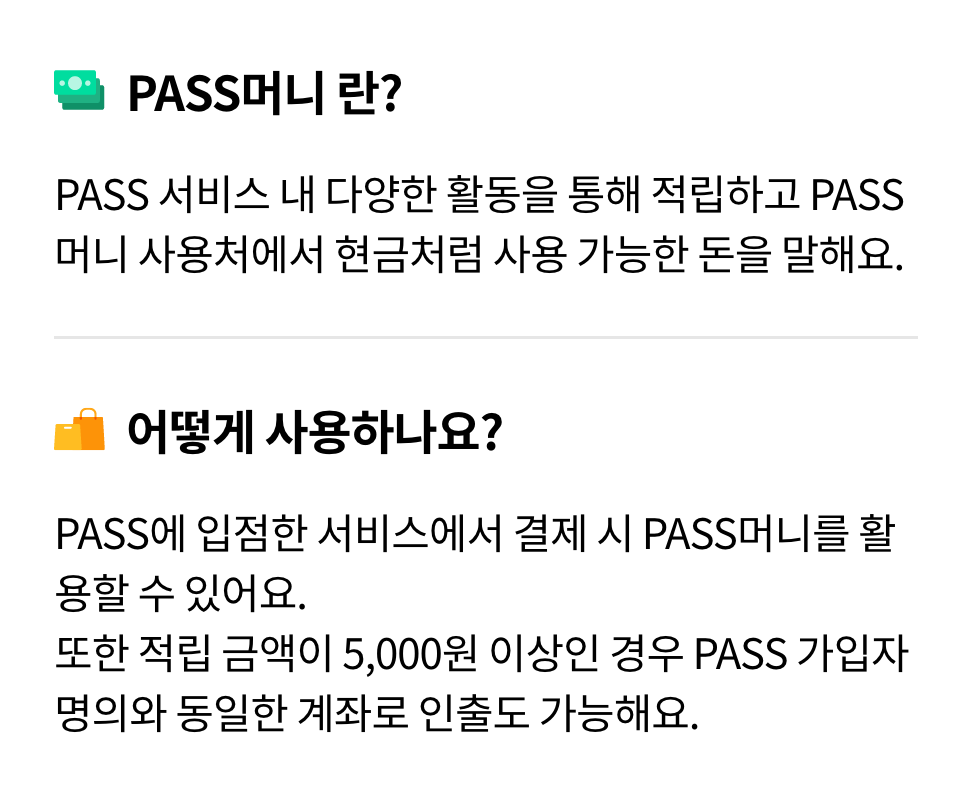 PASS머니 란?
PASS 서비스 내 다양한 활동을 통해 적립하고 PASS
머니 사용처에서 현금처럼 사용 가능한 돈을 말해요.
어떻게 사용하나요?
PASS에 입점한 서비스에서 결제 시 PASS머니를 활
용할 수 있어요.
또한 적립 금액이 5,000원 이상인 경우 PASS 가입자
명의와 동일한 계좌로 인출도 가능해요.